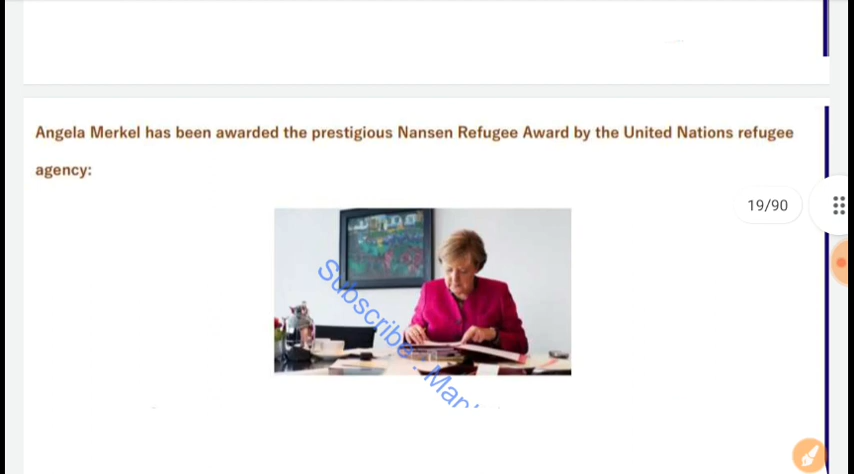 Angela Merkel has been awarded the prestigious Nansen Refugee Award by the United Nations refugee
agency:
19/90
Subscribe